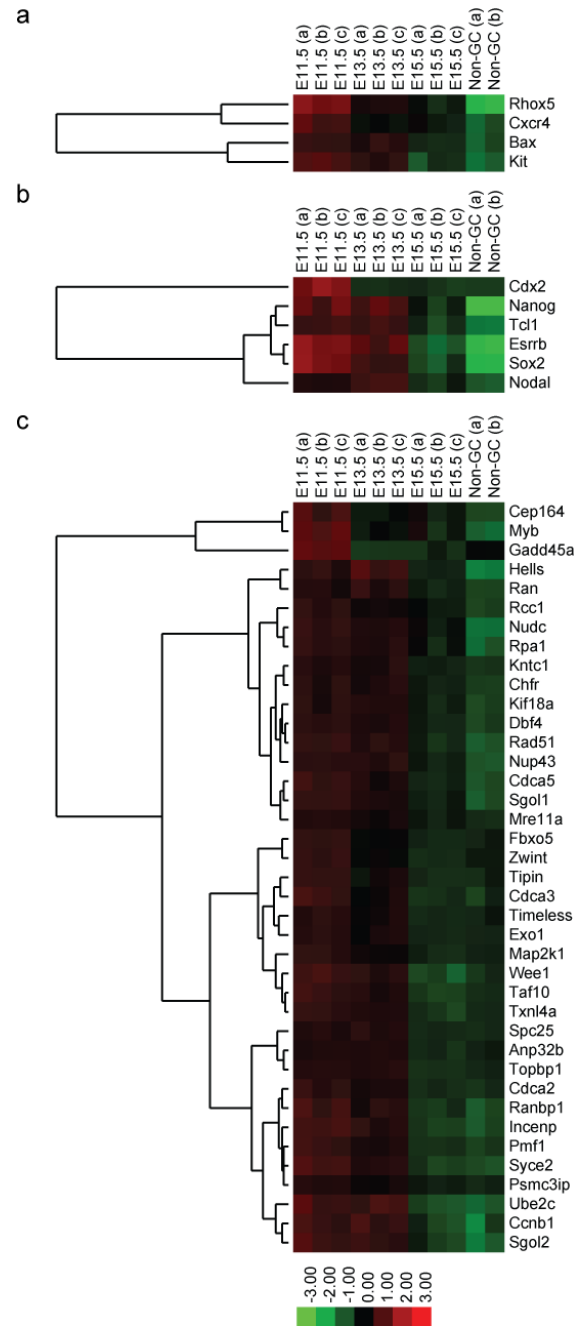 a
E11.5 (a)
E11.5 (b)
E11.5 (c)
E13.5 (a)
E13.5 (b)
E13.5 (c)
E15.5 (a)
E15.5 (b)
E15.5 (c)
Non-GC (a)
Non-GC (b)
Rhox5
Cxcr4
Bax
Kit
b
E11.5 (a)
E11.5 (b)
E11.5 (c)
E13.5 (a)
E13.5 (b)
E13.5 (c)
E15.5 (a)
E15.5 (b)
E15.5 (c)
Non-GC (a)
Non-GC (b)
Cdx2
Nanog
Tcl1
Esrrb
Sox2
Nodal
c
E11.5 (a)
E11.5 (b)
E11.5 (c)
E13.5 (a)
E13.5 (b)
E13.5 (c)
E15.5 (a)
E15.5 (b)
E15.5 (c)
Non-GC (a)
Non-GC (b)
Cep164
Myb
Gadd45a
Hells
Ran
Rcc1
Nudc
Rpa1
Kntc1
Chfr
Kif18a
Dbf4
Rad51
Nup43
Cdca5
Sgol1
Mre11a
Fbxo5
Zwint
Tipin
Cdca3
Timeless
Exo1
Map2k1
Wee1
Taf10
Txnl4a
Spc25
Anp32b
Topbp1
Cdca2
Ranbp1
Incenp
Pmf1
Syce2
Psmc3ip
Ube2c
Ccnb1
Sgol2
-3.00
-2.00
-1.00
0.00
1.00
2.00
3.00